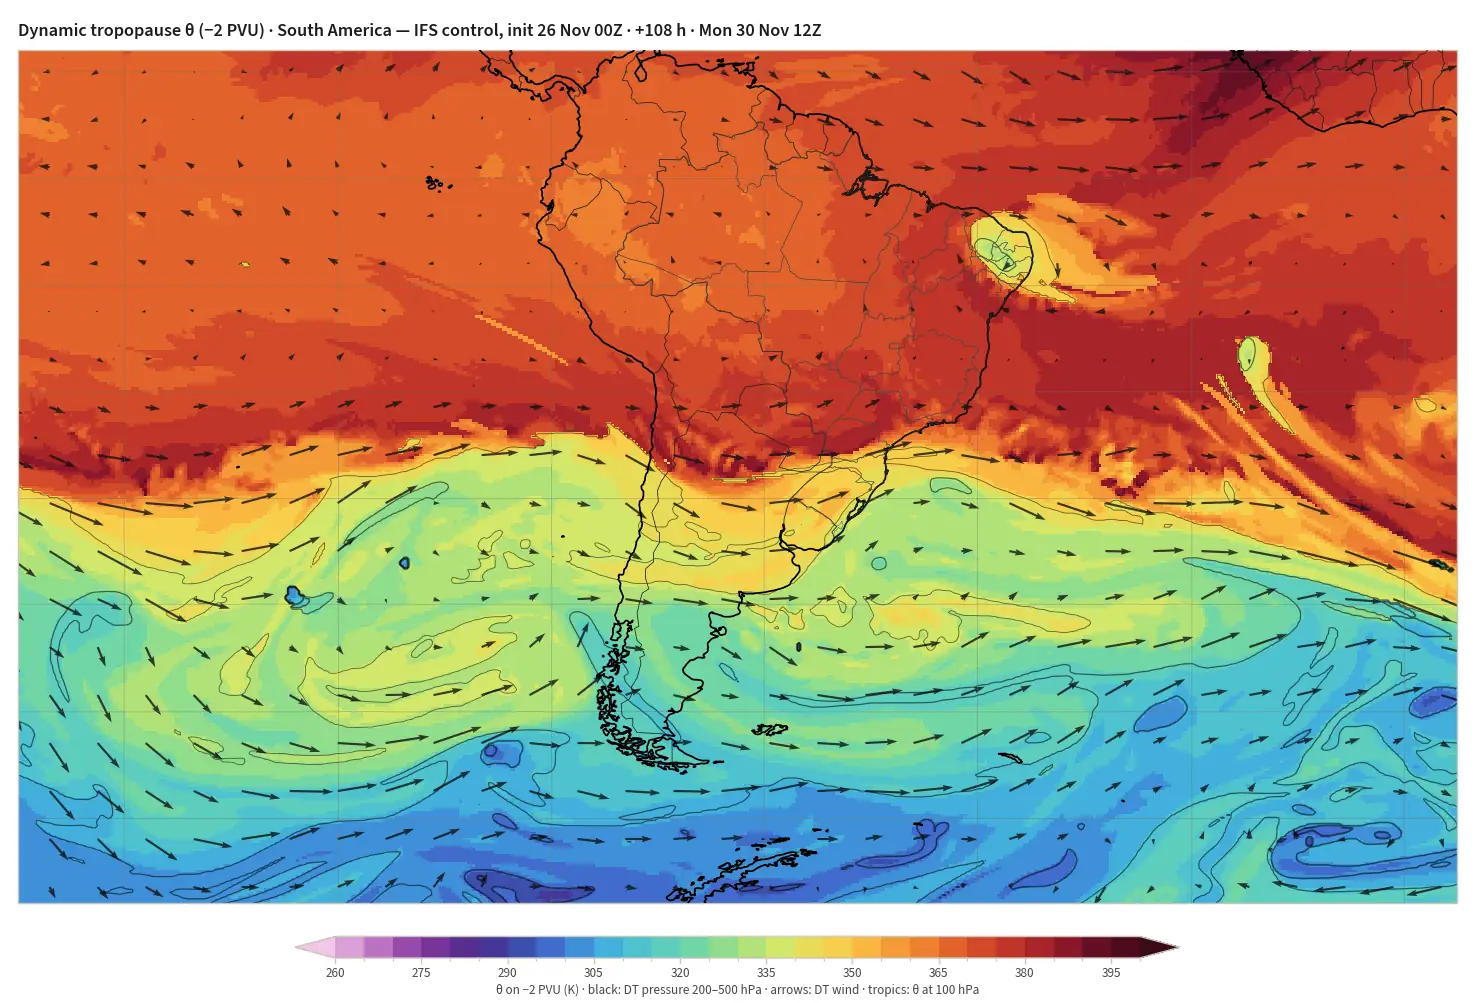 Dynamic tropopause θ (−2 PVU) · South America — IFS control, init 26 Nov 00Z · +108 h · Mon 30 Nov 12Z
260 275 290 305 320 335 350 365 380 395
θ on −2 PVU (K) · black: DT pressure 200–500 hPa · arrows: DT wind · tropics: θ at 100 hPa